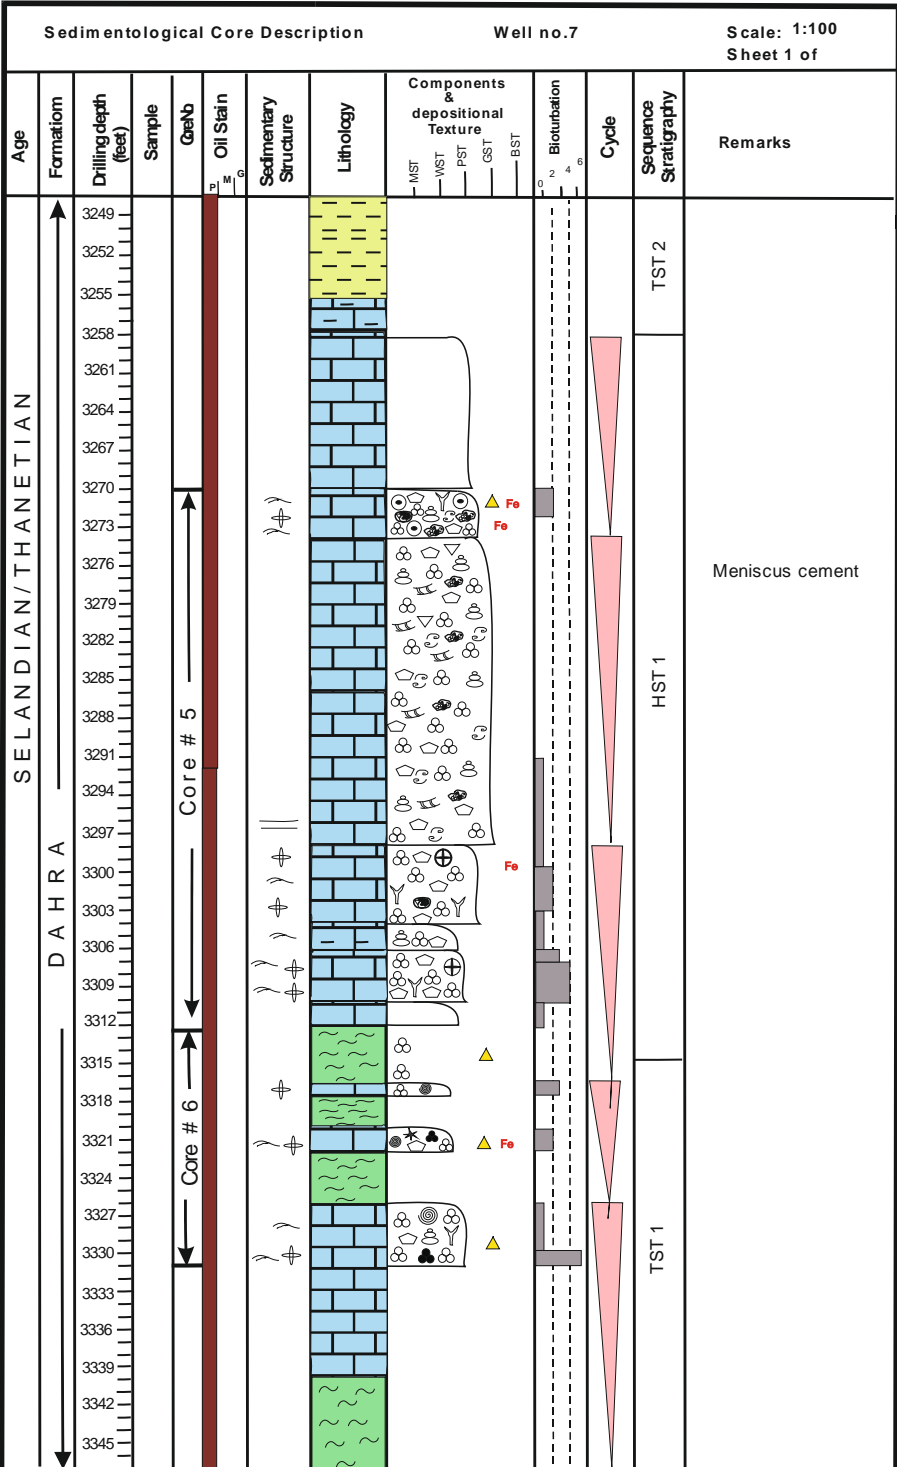 Sedimentological Core Description Well no.7 Scale: 1:100
Sheet 1 of
Age
Formatiom
Drilling depth
(feet)
Sample
Core No
Oil Stain
P M G
Sedimentary
Structure
Lithology
Components
&
depositional
Texture
MST WST PST GST BST
Bioturbation
0 2 4 6
Cycle
Sequence
Stratigraphy
Remarks
SELANDIAN/THANETIAN
DAHRA
3249
3252
3255
3258
3261
3264
3267
3270
3273
3276
3279
3282
3285
3288
3291
3294
3297
3300
3303
3306
3309
3312
3315
3318
3321
3324
3327
3330
3333
3336
3339
3342
3345
Core # 5
Core # 6
Fe
Fe
Fe
Fe
TST 2
HST 1
TST 1
Meniscus cement